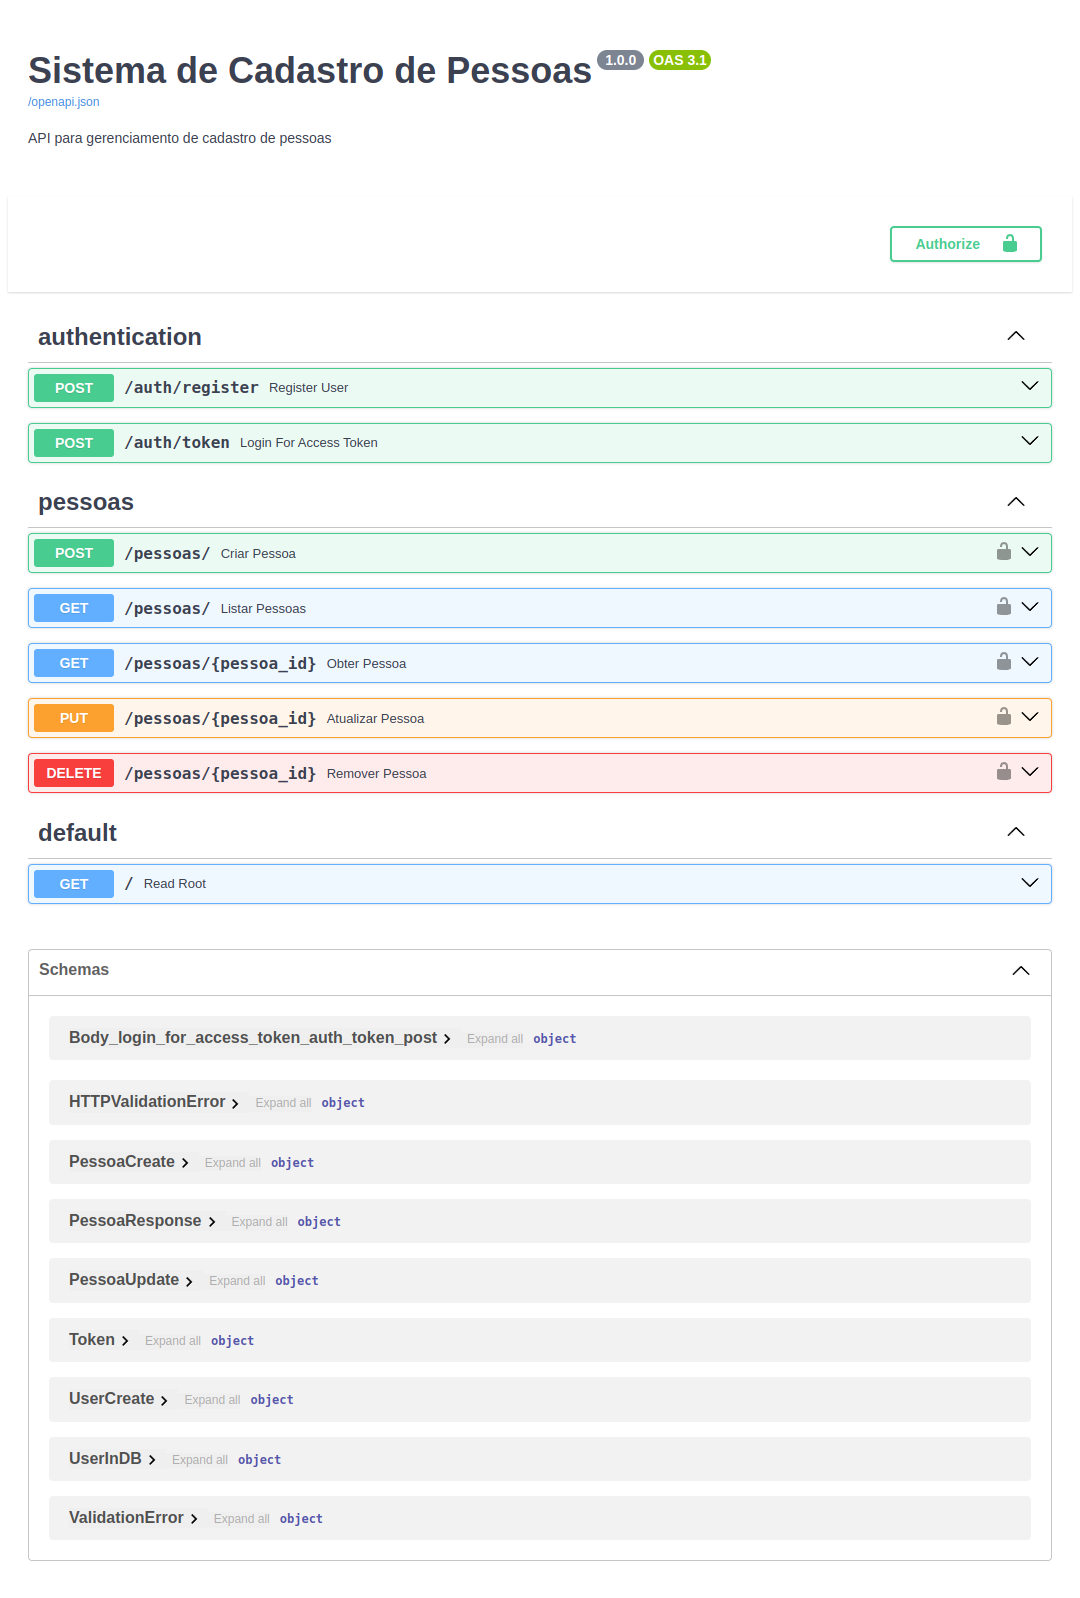 Sistema de Cadastro de Pessoas 1.0.0 OAS 3.1
/openapi.json
API para gerenciamento de cadastro de pessoas
Authorize
authentication
POST /auth/register Register User
POST /auth/token Login For Access Token
pessoas
POST /pessoas/ Criar Pessoa
GET /pessoas/ Listar Pessoas
GET /pessoas/{pessoa_id} Obter Pessoa
PUT /pessoas/{pessoa_id} Atualizar Pessoa
DELETE /pessoas/{pessoa_id} Remover Pessoa
default
GET / Read Root
Schemas
Body_login_for_access_token_auth_token_post Expand all object
HTTPValidationError Expand all object
PessoaCreate Expand all object
PessoaResponse Expand all object
PessoaUpdate Expand all object
Token Expand all object
UserCreate Expand all object
UserInDB Expand all object
ValidationError Expand all object